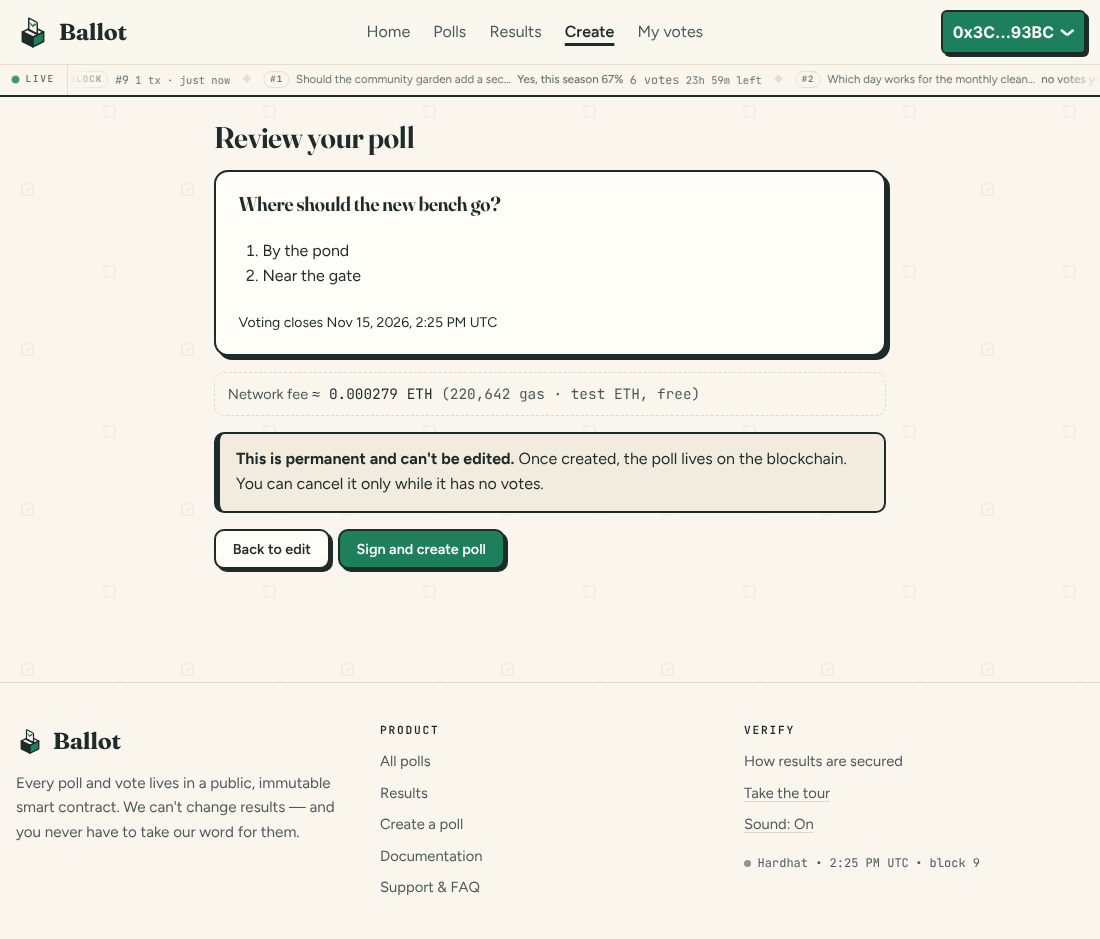 Ballot
Home
Polls
Results
Create
My votes
0x3C…93BC
LIVE
#9 1 tx · just now
#1 Should the community garden add a sec… Yes, this season 67% 6 votes 23h 59m left
#2 Which day works for the monthly clean… no votes
Review your poll
Where should the new bench go?
1. By the pond
2. Near the gate
Voting closes Nov 15, 2026, 2:25 PM UTC
Network fee ≈ 0.000279 ETH (220,642 gas · test ETH, free)
This is permanent and can't be edited. Once created, the poll lives on the blockchain.
You can cancel it only while it has no votes.
Back to edit
Sign and create poll
Ballot
Every poll and vote lives in a public, immutable
smart contract. We can't change results — and
you never have to take our word for them.
PRODUCT
All polls
Results
Create a poll
Documentation
Support & FAQ
VERIFY
How results are secured
Take the tour
Sound: On
Hardhat • 2:25 PM UTC • block 9